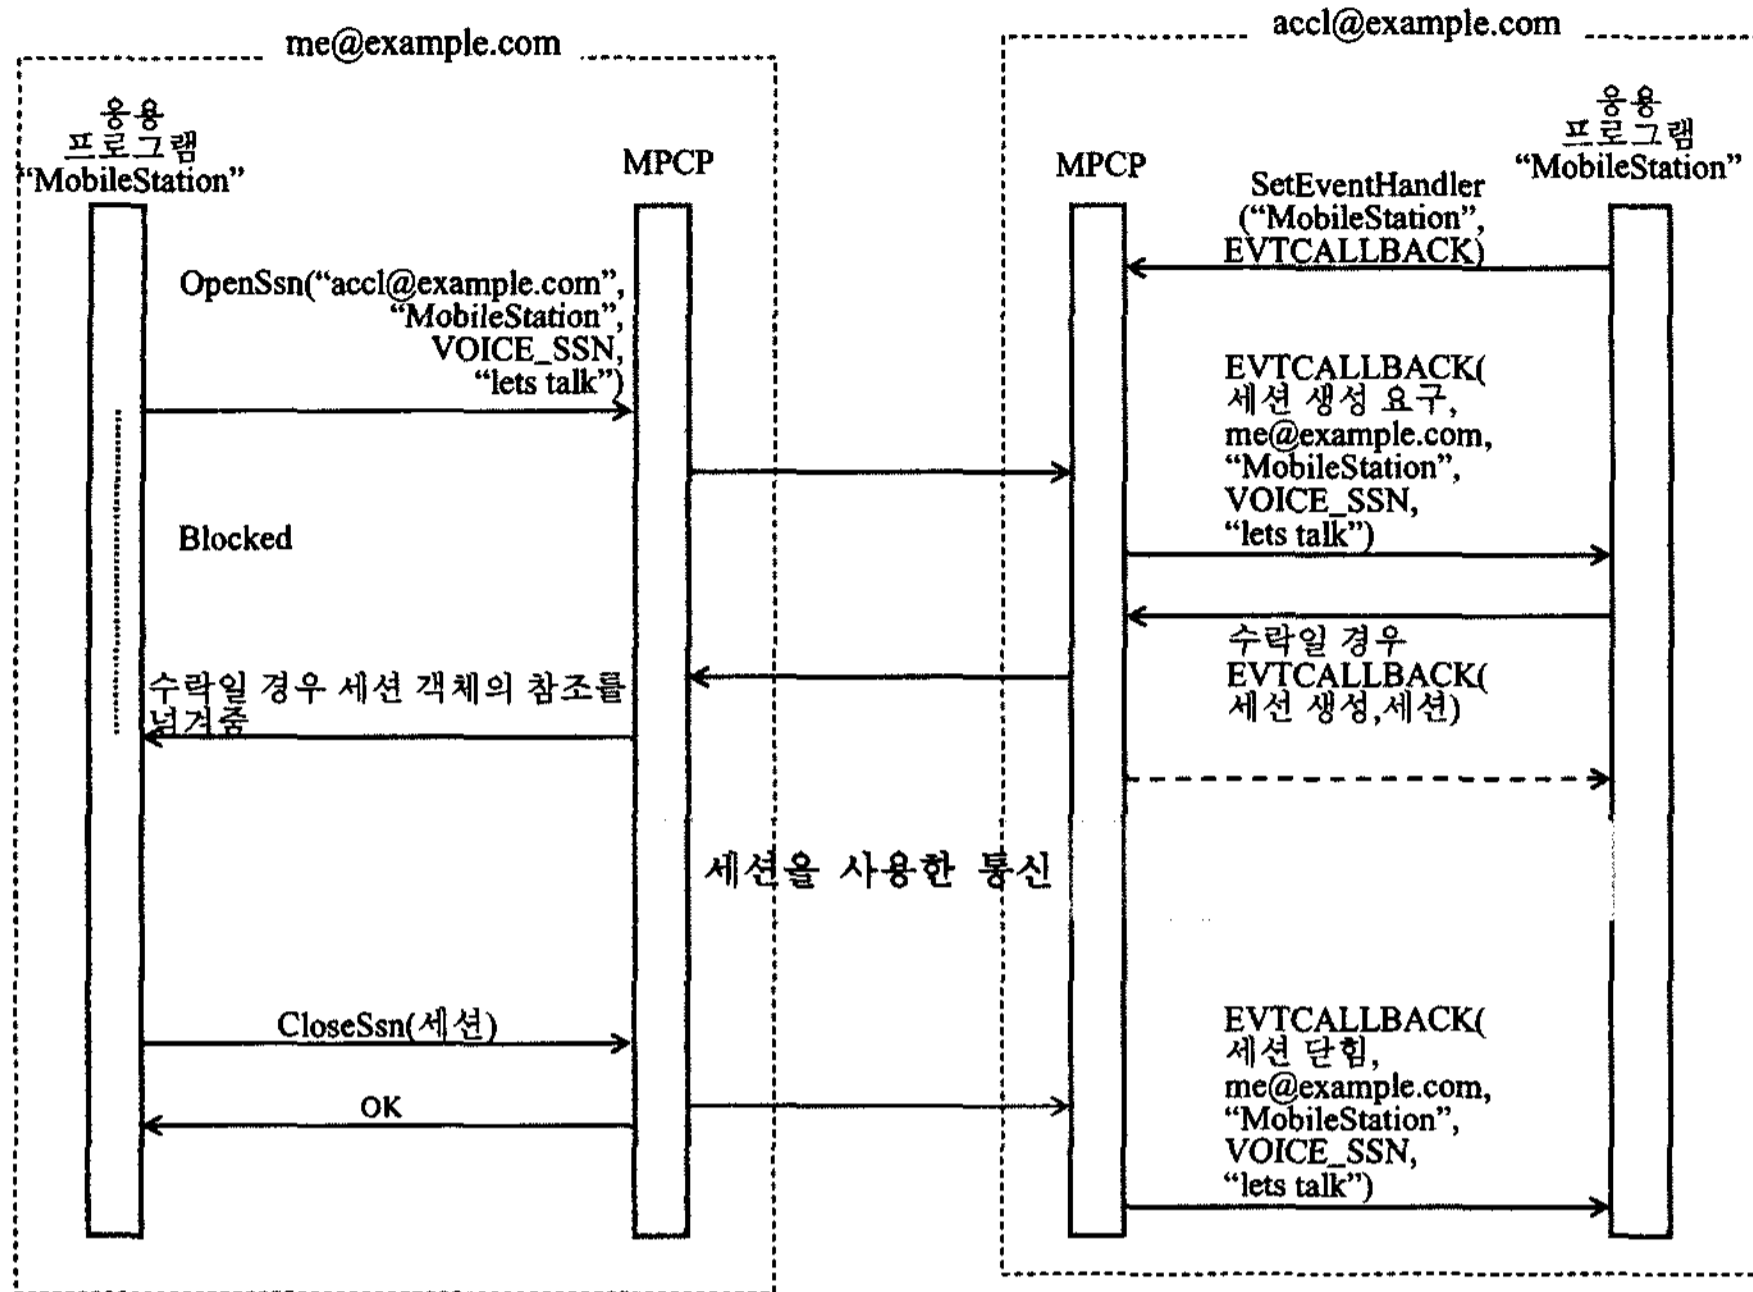 me@example.com
accl@example.com
응용
프로그램
“MobileStation”
MPCP
MPCP
응용
프로그램
“MobileStation”
SetEventHandler
(“MobileStation”,
EVTCALLBACK)
OpenSsn(“accl@example.com”,
“MobileStation”,
VOICE_SSN,
“lets talk”)
EVTCALLBACK(
세션 생성 요구,
me@example.com,
“MobileStation”,
VOICE_SSN,
“lets talk”)
Blocked
수락일 경우
EVTCALLBACK(
세션 생성,세션)
수락일 경우 세션 객체의 참조를
넘겨줌
세션을 사용한 통신
CloseSsn(세션)
OK
EVTCALLBACK(
세션 닫힘,
me@example.com,
“MobileStation”,
VOICE_SSN,
“lets talk”)